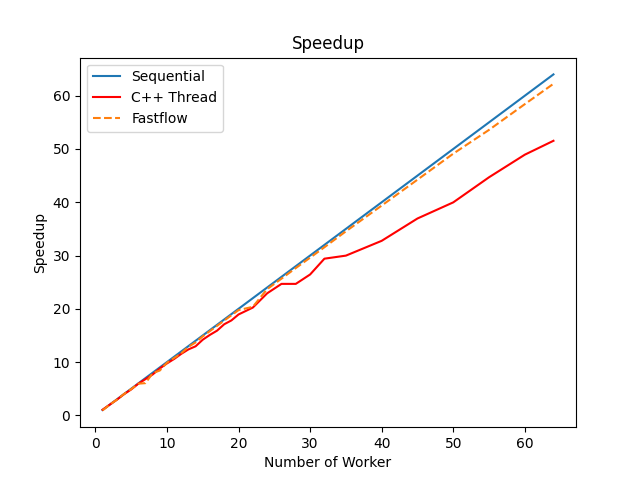 Speedup
Sequential
C++ Thread
Fastflow
Speedup
60
50
40
30
20
10
0
0 10 20 30 40 50 60
Number of Worker